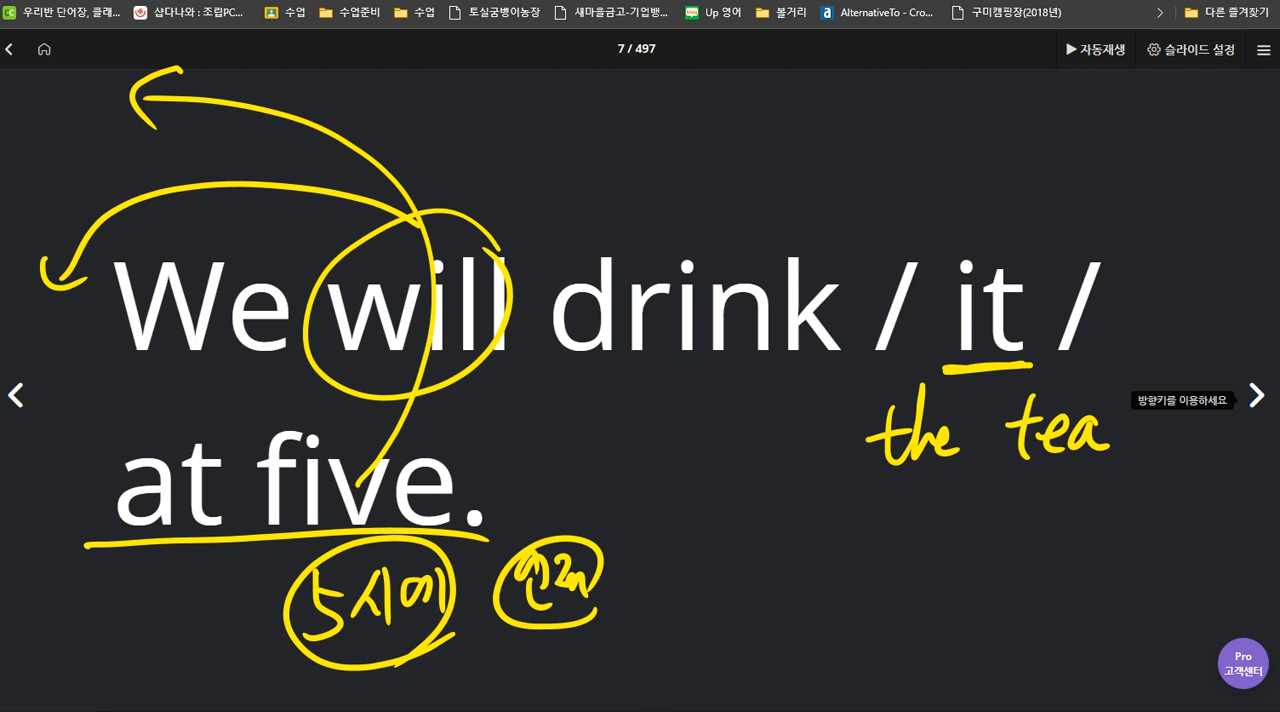 우리반 단어장, 클래... 샵다나와 : 조립PC... 수업 수업준비 수업 토실굼벵이농장 새마을금고-기업뱅... Up 영어 볼거리 AlternativeTo - Cro... 구미캠핑장(2018년) 다른 즐겨찾기
7 / 497 자동재생 슬라이드 설정
We will drink / it /
방향키를 이용하세요
the tea
at five.
5시에 언제
Pro
고객센터